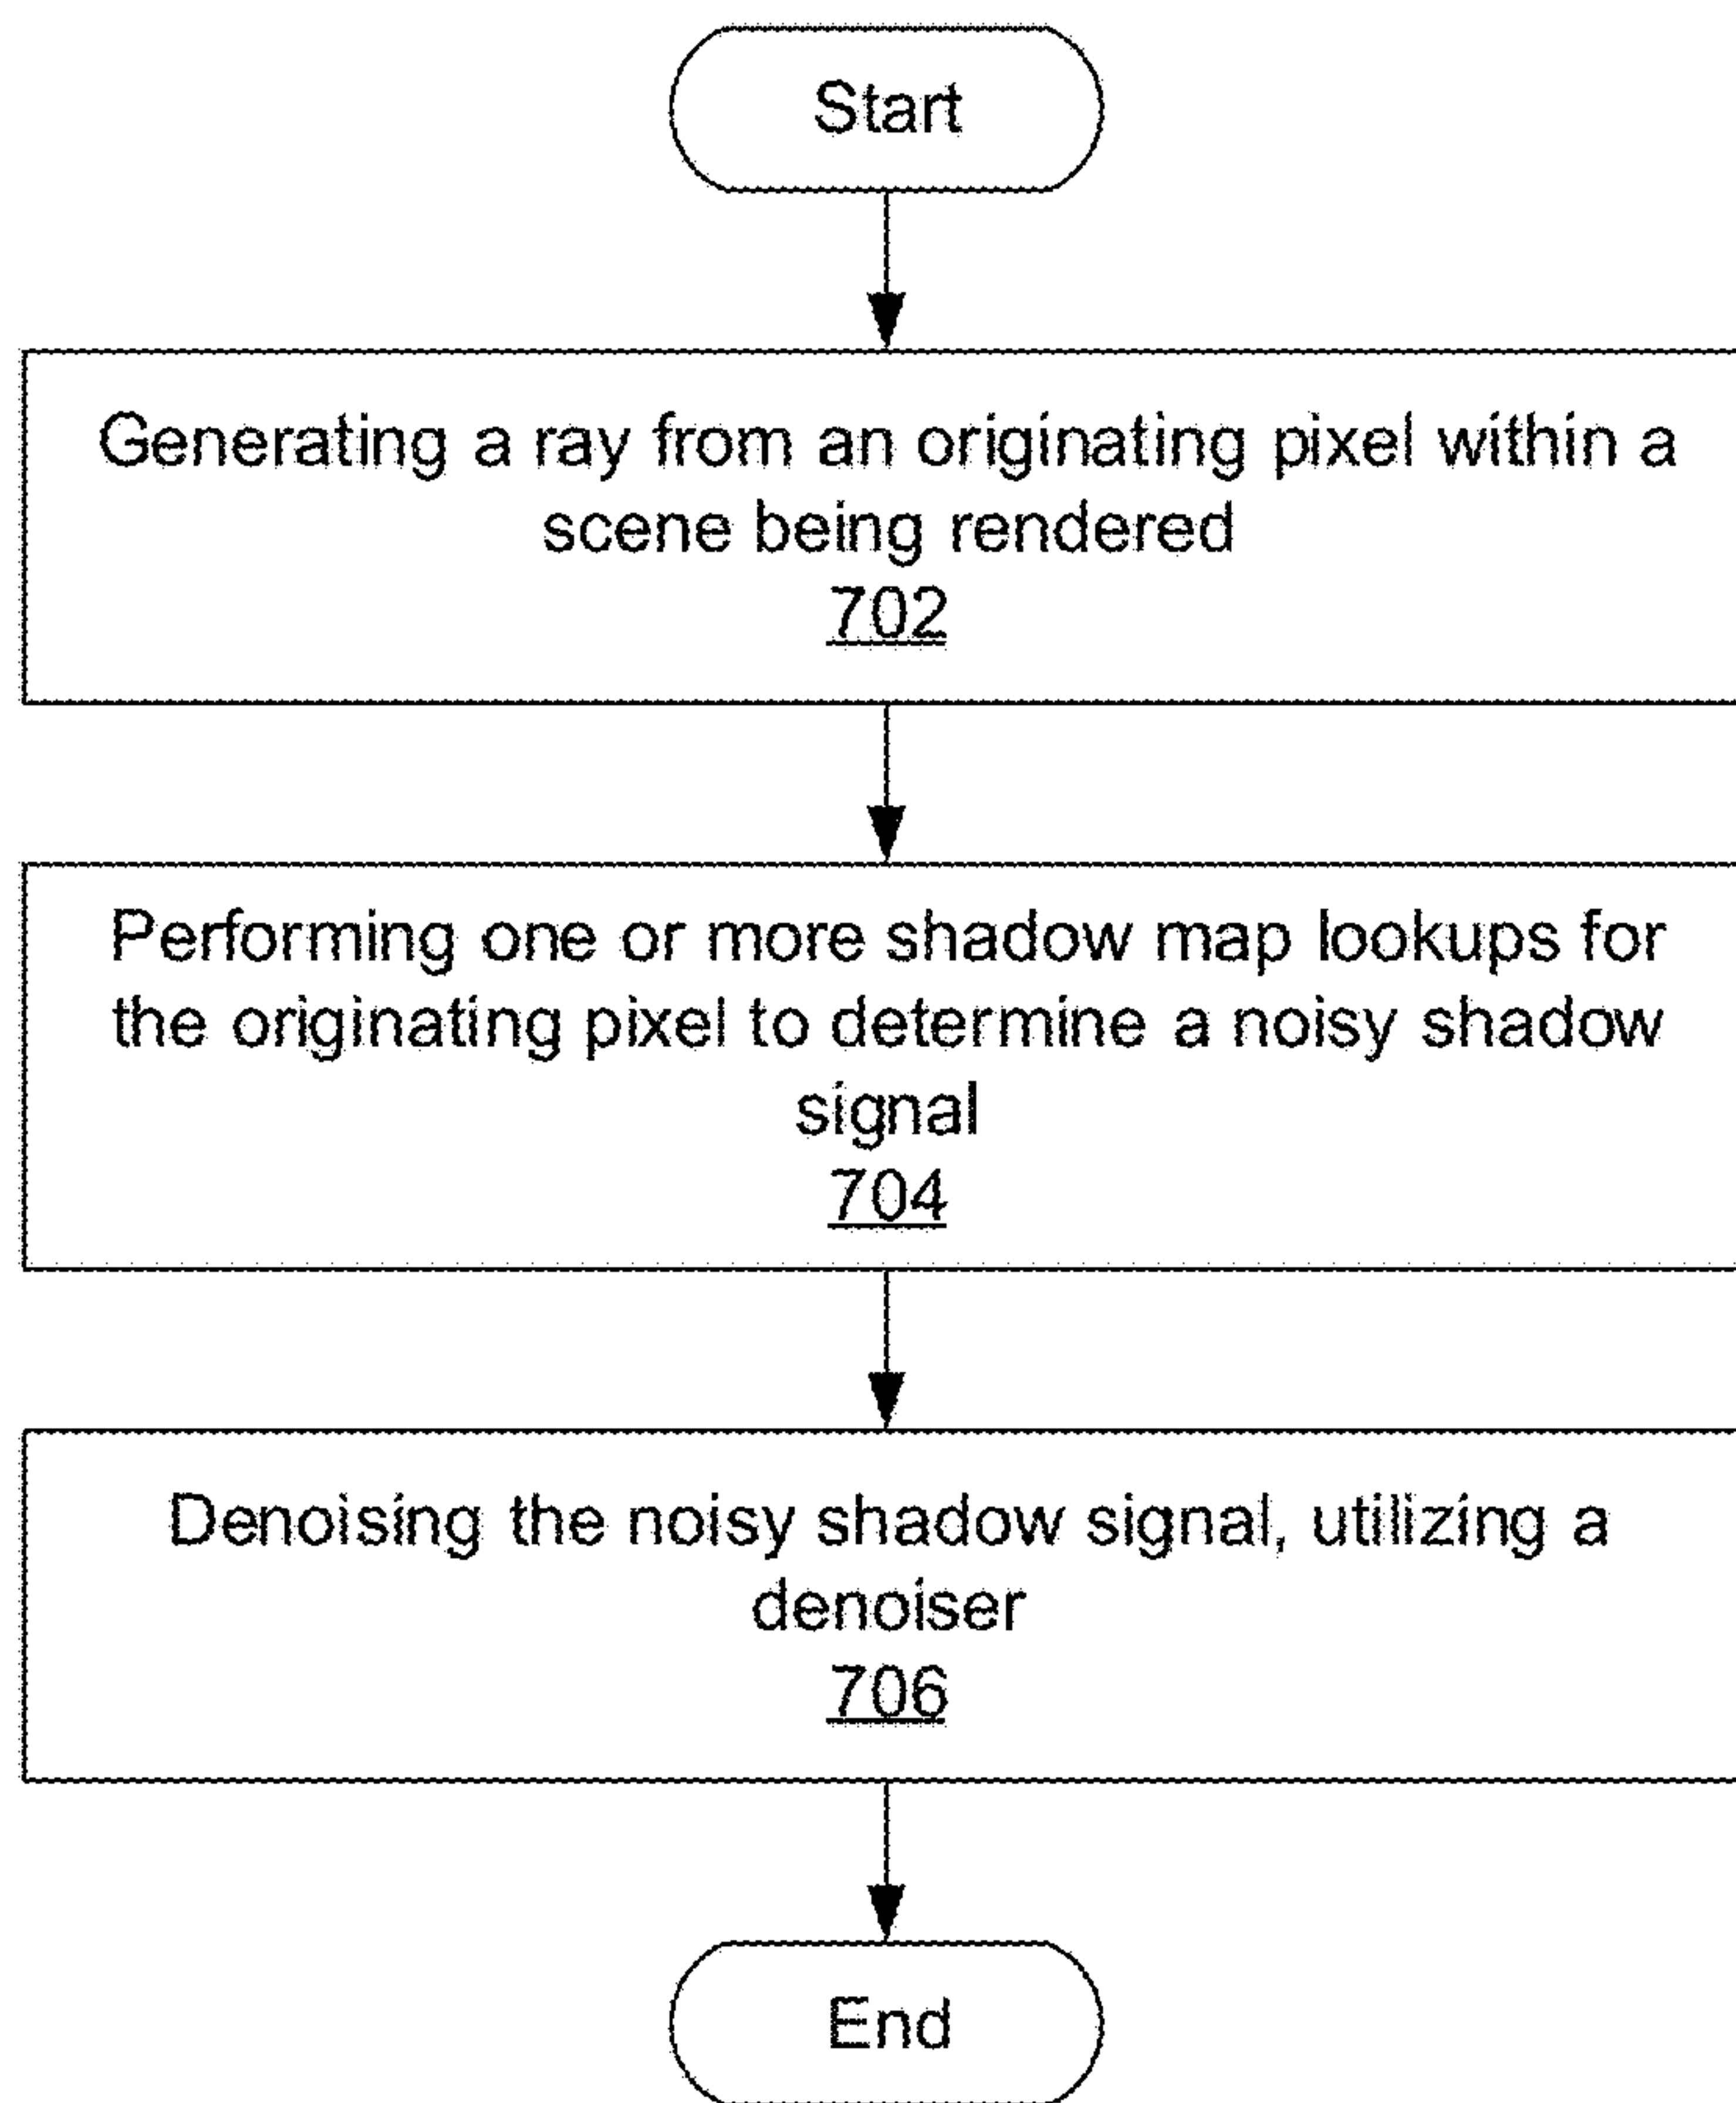 Start
Generating a ray from an originating pixel within a
scene being rendered
702
Performing one or more shadow map lookups for
the originating pixel to determine a noisy shadow
signal
704
Denoising the noisy shadow signal, utilizing a
denoiser
706
End